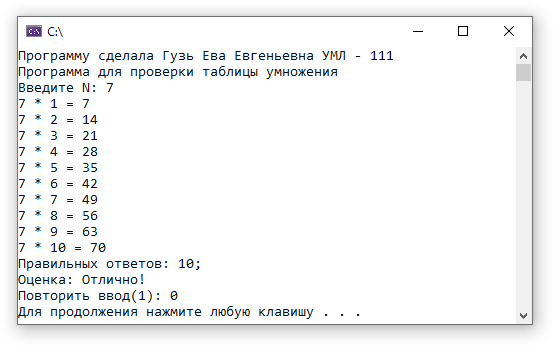 C:\
Программу сделала Гузь Ева Евгеньевна УМЛ - 111
Программа для проверки таблицы умножения
Введите N: 7
7 * 1 = 7
7 * 2 = 14
7 * 3 = 21
7 * 4 = 28
7 * 5 = 35
7 * 6 = 42
7 * 7 = 49
7 * 8 = 56
7 * 9 = 63
7 * 10 = 70
Правильных ответов: 10;
Оценка: Отлично!
Повторить ввод(1): 0
Для продолжения нажмите любую клавишу . . .